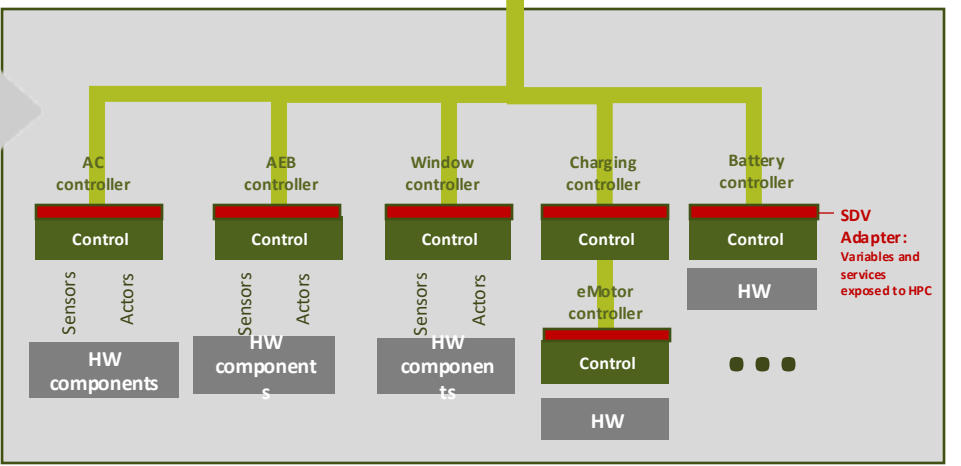 AC
controller
AEB
controller
Window
controller
Charging
controller
Battery
controller
Control
Control
Control
Control
Control
SDV
Adapter:
Variables and
services
exposed to HPC
Sensors
Actors
Sensors
Actors
Sensors
Actors
HW
eMotor
controller
HW
components
HW
component
s
HW
componen
ts
Control
HW